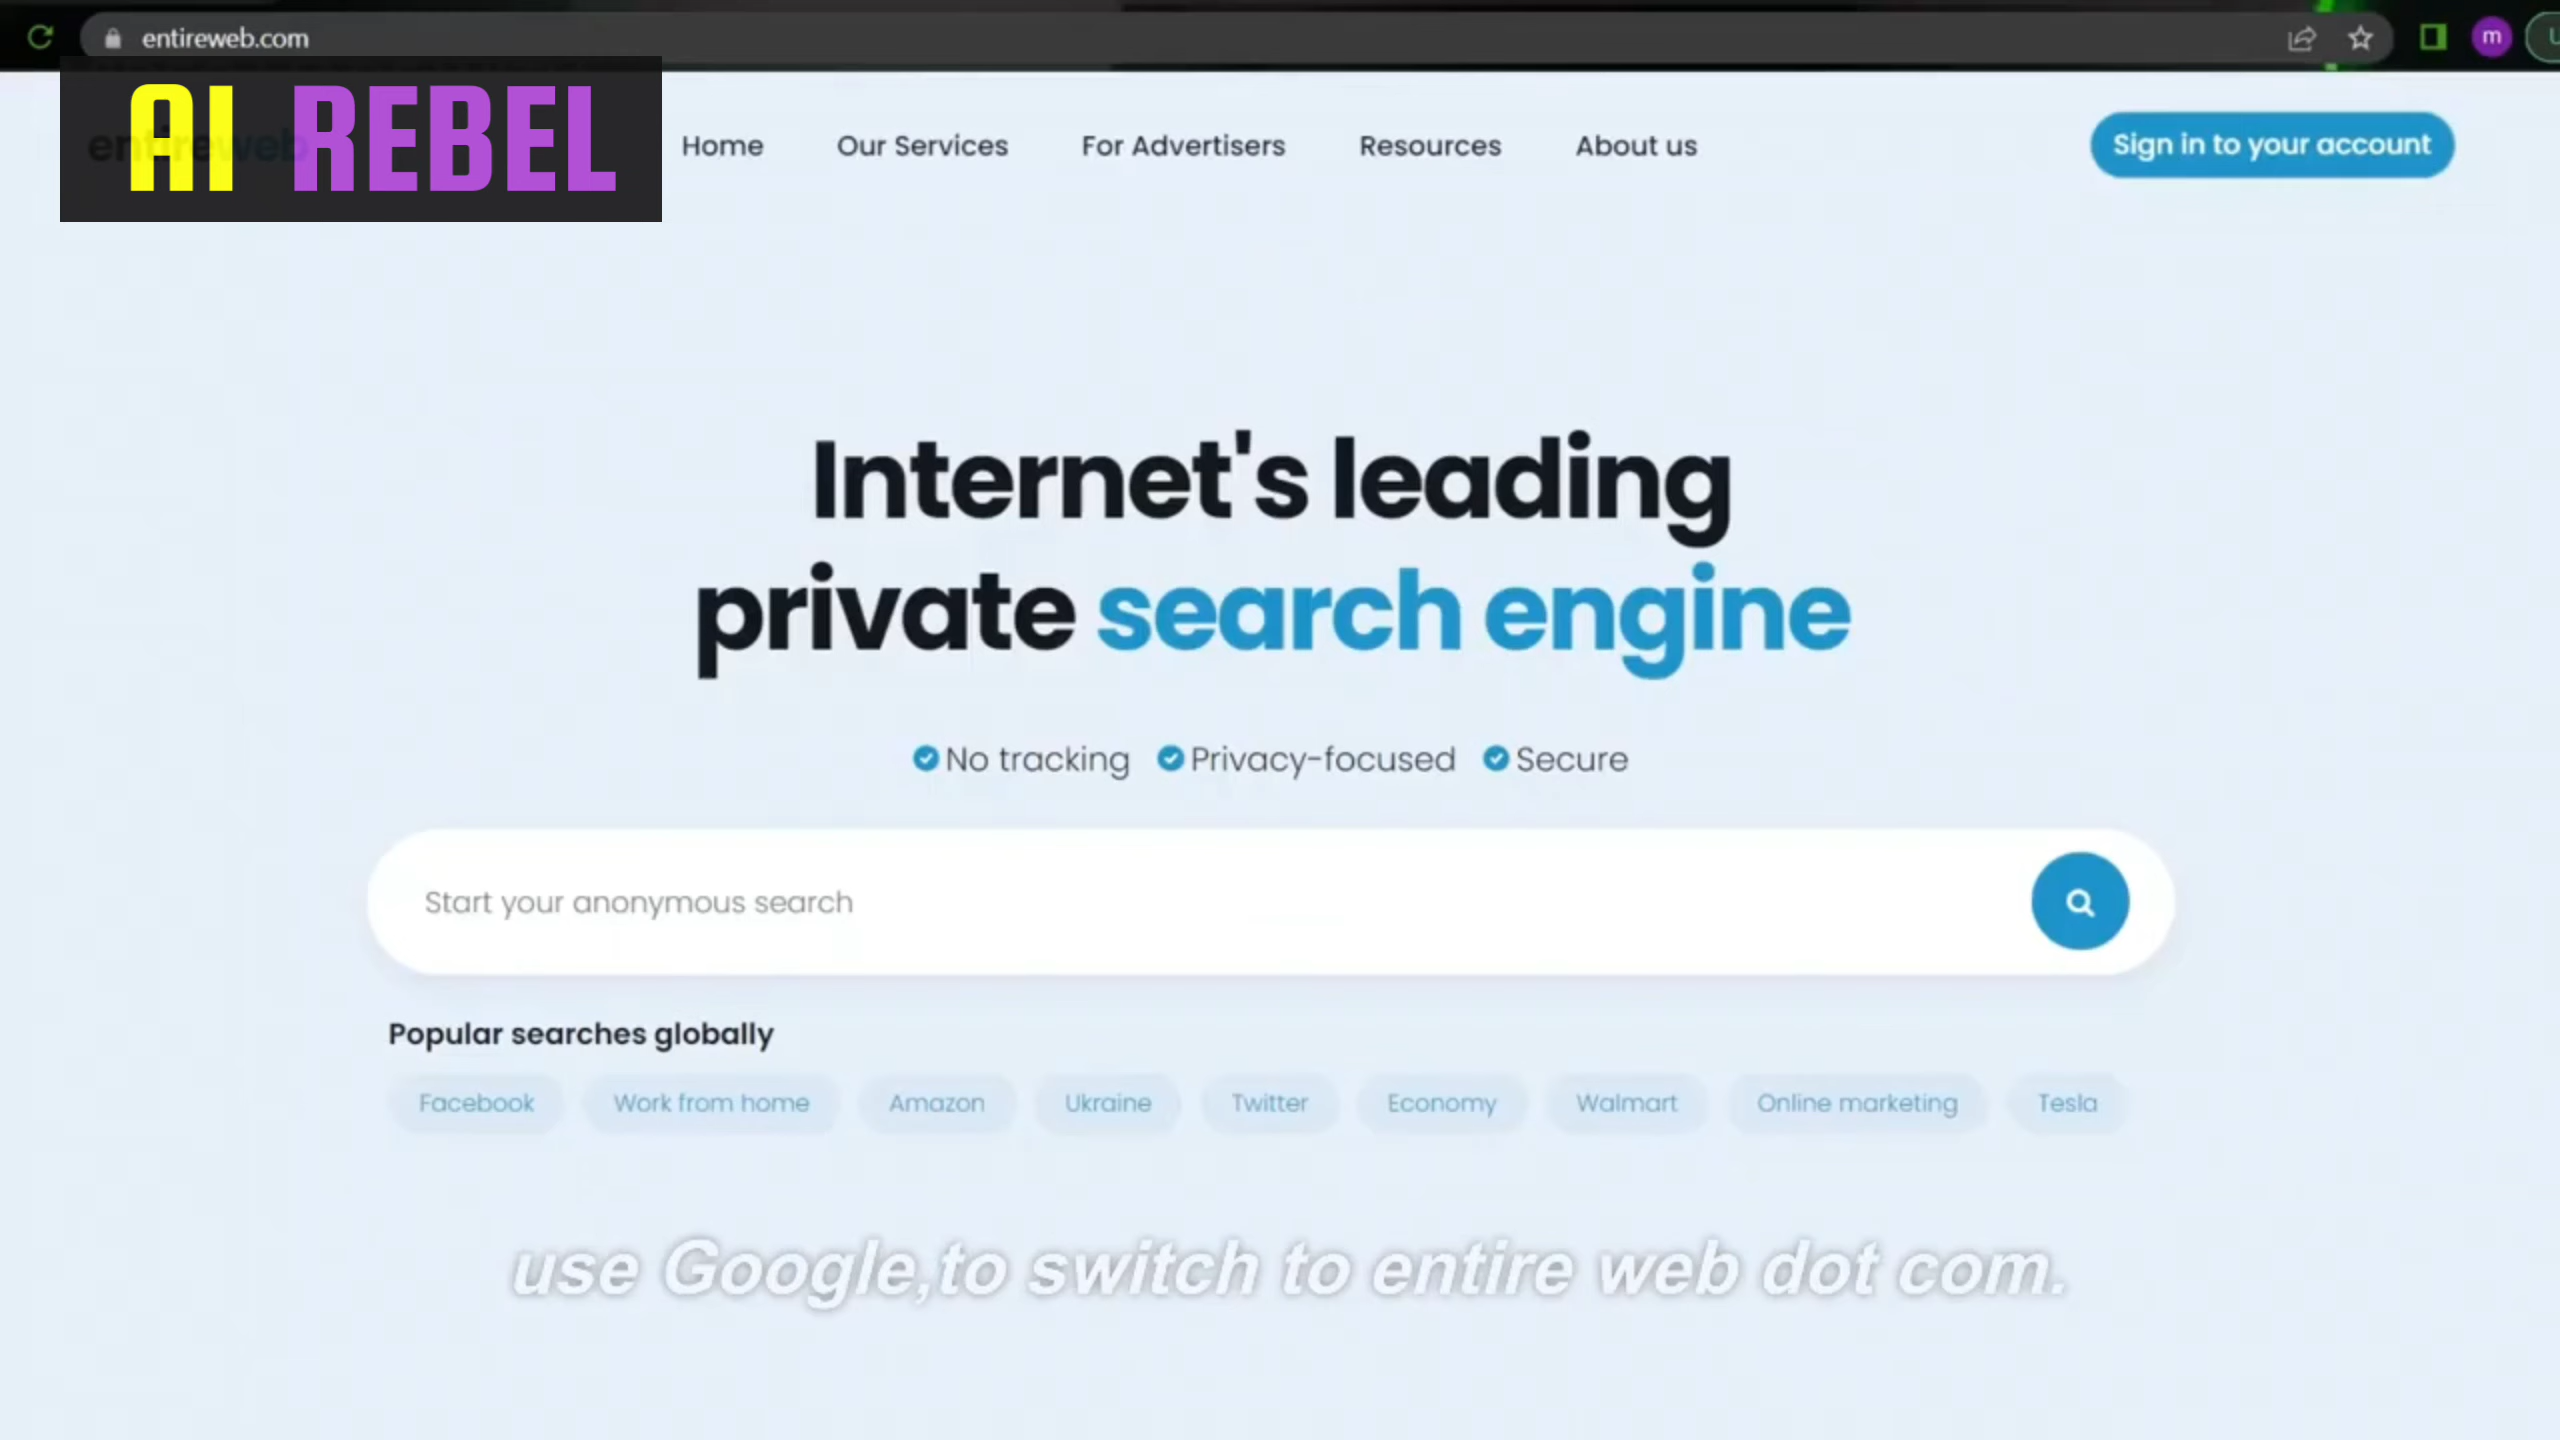 entireweb.com
AI REBEL
entireweb
Home
Our Services
For Advertisers
Resources
About us
Sign in to your account
m
Internet's leading
private search engine
No tracking
Privacy-focused
Secure
Start your anonymous search
Popular searches globally
Facebook
Work from home
Amazon
Ukraine
Twitter
Economy
Walmart
Online marketing
Tesla
use Google,to switch to entire web dot com.